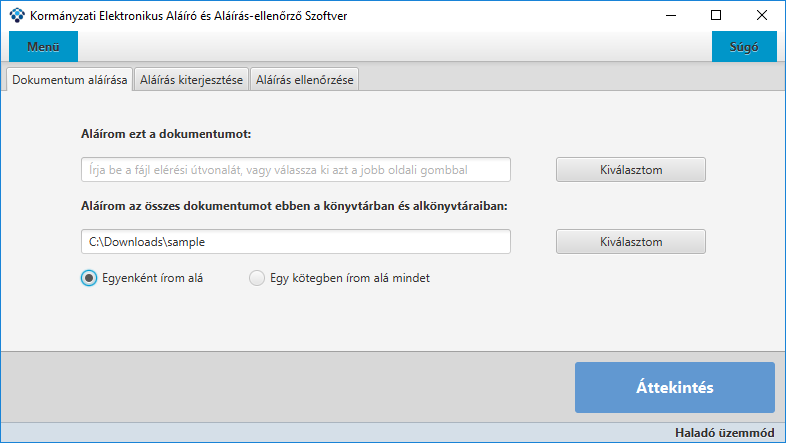 Kormányzati Elektronikus Aláíró és Aláírás-ellenőrző Szoftver
Menü
Súgó
Dokumentum aláírása
Aláírás kiterjesztése
Aláírás ellenőrzése
Aláírom ezt a dokumentumot:
Írja be a fájl elérési útvonalát, vagy válassza ki azt a jobb oldali gombbal
Kiválasztom
Aláírom az összes dokumentumot ebben a könyvtárban és alkönyvtáraiban:
C:\Downloads\sample
Kiválasztom
Egyenként írom alá
Egy kötegben írom alá mindet
Áttekintés
Haladó üzemmód